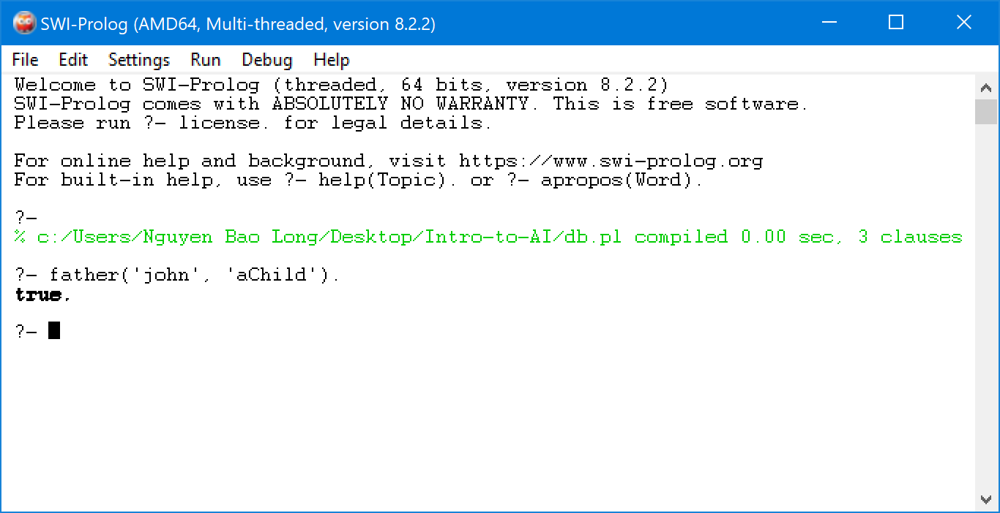 SWI-Prolog (AMD64, Multi-threaded, version 8.2.2)
File Edit Settings Run Debug Help
Welcome to SWI-Prolog (threaded, 64 bits, version 8.2.2)
SWI-Prolog comes with ABSOLUTELY NO WARRANTY. This is free software.
Please run ?- license. for legal details.
For online help and background, visit https://www.swi-prolog.org
For built-in help, use ?- help(Topic). or ?- apropos(Word).
?-
% c:/Users/Nguyen Bao Long/Desktop/Intro-to-AI/db.pl compiled 0.00 sec, 3 clauses
?- father('john', 'aChild').
true.
?-